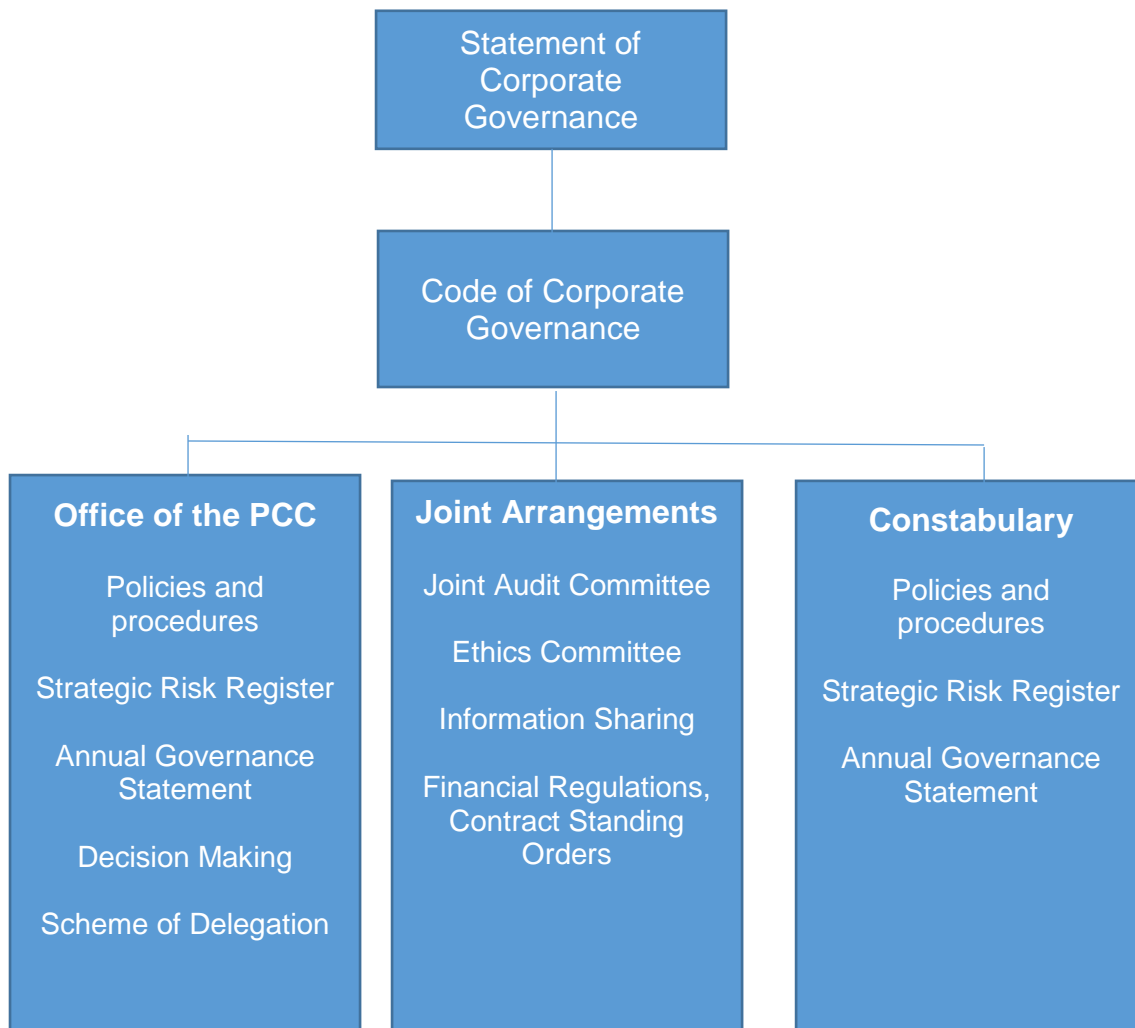 Statement of
Corporate
Governance
Code of Corporate
Governance
Office of the PCC
Policies and
procedures
Strategic Risk Register
Annual Governance
Statement
Decision Making
Scheme of Delegation
Joint Arrangements
Joint Audit Committee
Ethics Committee
Information Sharing
Financial Regulations,
Contract Standing
Orders
Constabulary
Policies and
procedures
Strategic Risk Register
Annual Governance
Statement